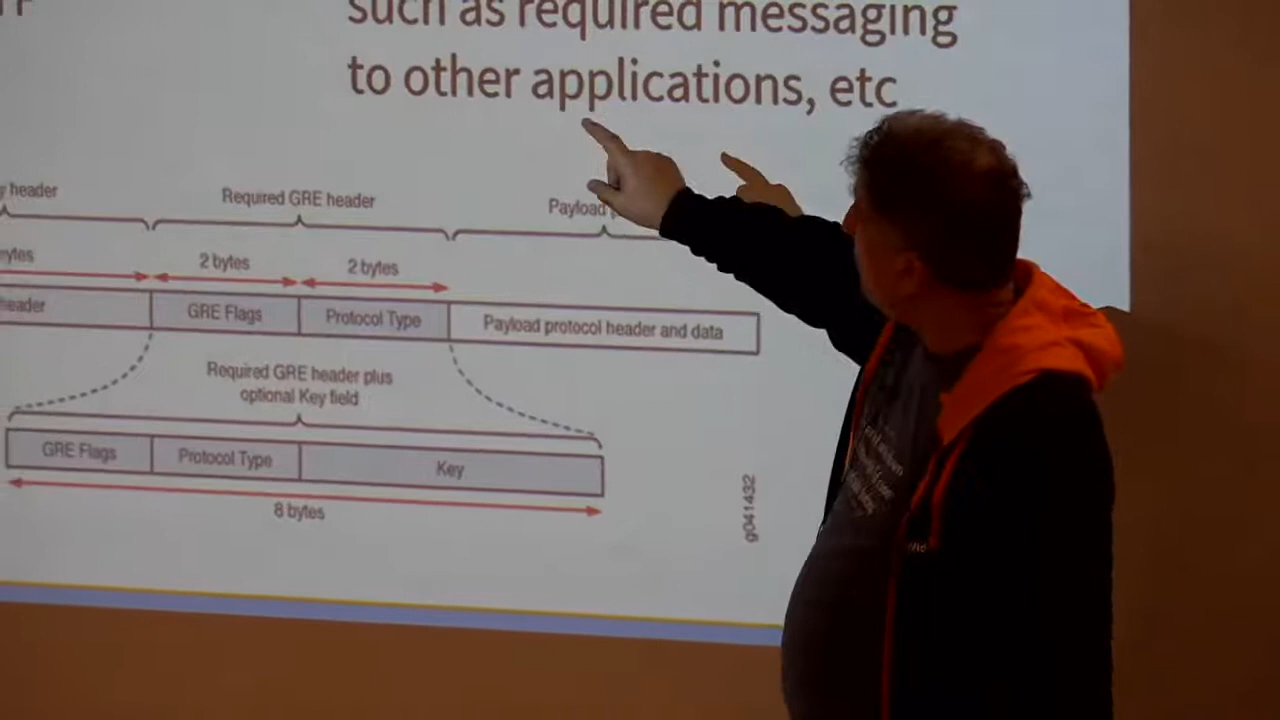 such as required messaging
to other applications, etc
header
Required GRE header
Payload
2 bytes
2 bytes
header
GRE Flags
Protocol Type
Payload protocol header and data
Required GRE header plus
optional Key field
GRE Flags
Protocol Type
Key
8 bytes
g041432